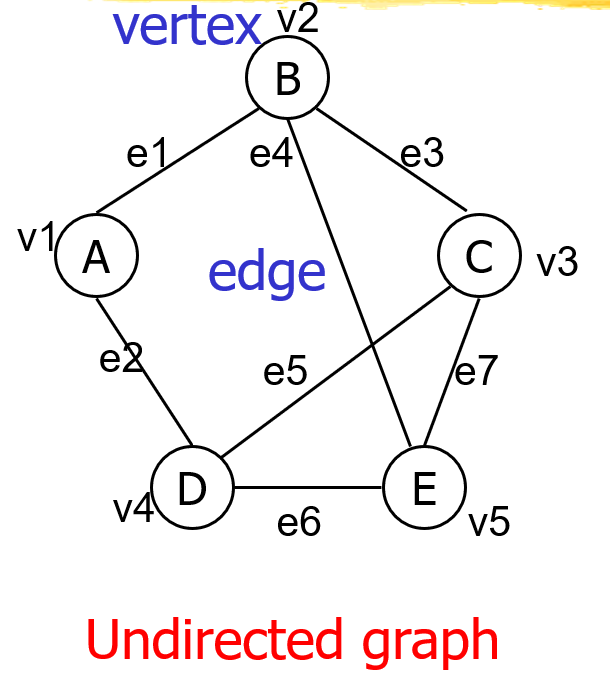 vertex v2
B
e1 e4 e3
v1 A
edge
C v3
e2 e5 e7
v4 D
E v5
e6
Undirected graph